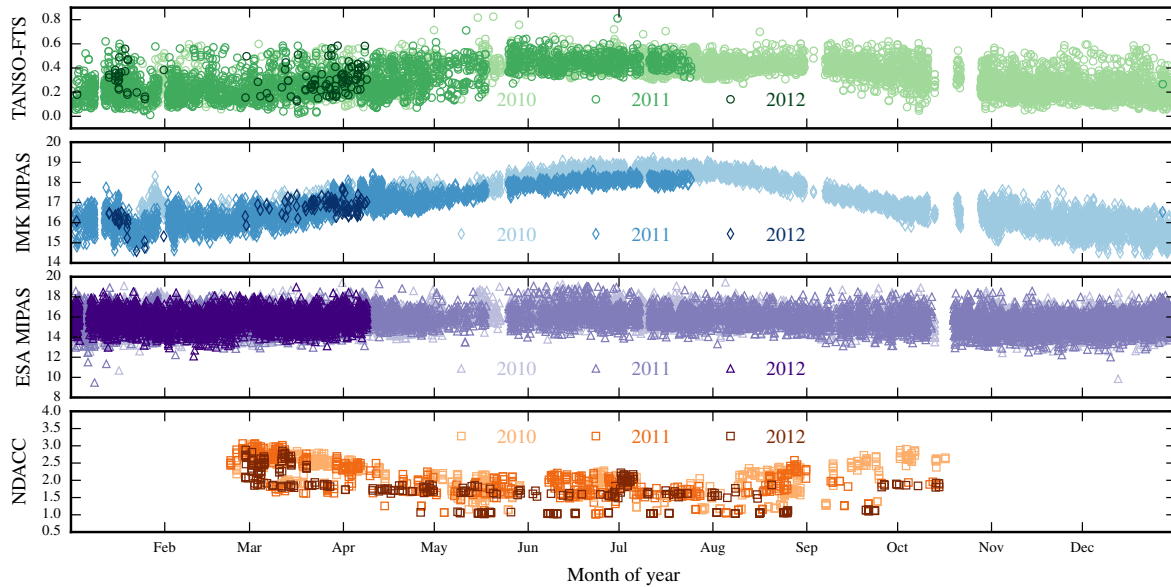 TANSO-FTS
0.8
0.6
0.4
0.2
0.0
2010 2011 2012
IMK MIPAS
20
19
18
17
16
15
14
2010 2011 2012
ESA MIPAS
20
18
16
14
12
10
8
2010 2011 2012
NDACC
4.0
3.5
3.0
2.5
2.0
1.5
1.0
0.5
2010 2011 2012
Feb Mar Apr May Jun Jul Aug Sep Oct Nov Dec
Month of year